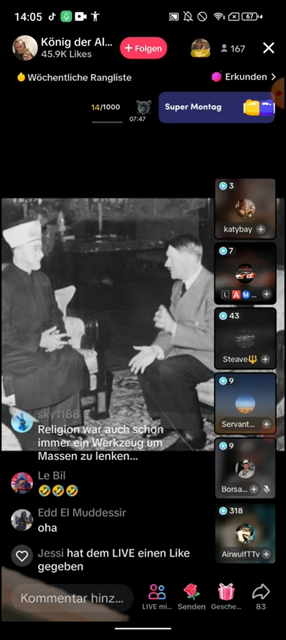 14:05
67
König der Al...
45.9K Likes
+ Folgen
167
Wöchentliche Rangliste
Erkunden >
14/1000
07:47
Super Montag
3
katybay
7
🅻🅰🅼...
43
Steave🔱
9
Servant...
9
Borsa...
318
AirwulfTTv
sky1188
Religion war auch schon
immer ein Werkzeug um
Massen zu lenken...
Le Bil
🤣🤣🤣
Edd El Muddessir
oha
Jessi hat dem LIVE einen Like
gegeben
Kommentar hinz...
LIVE mi...
Senden
Gesche...
83